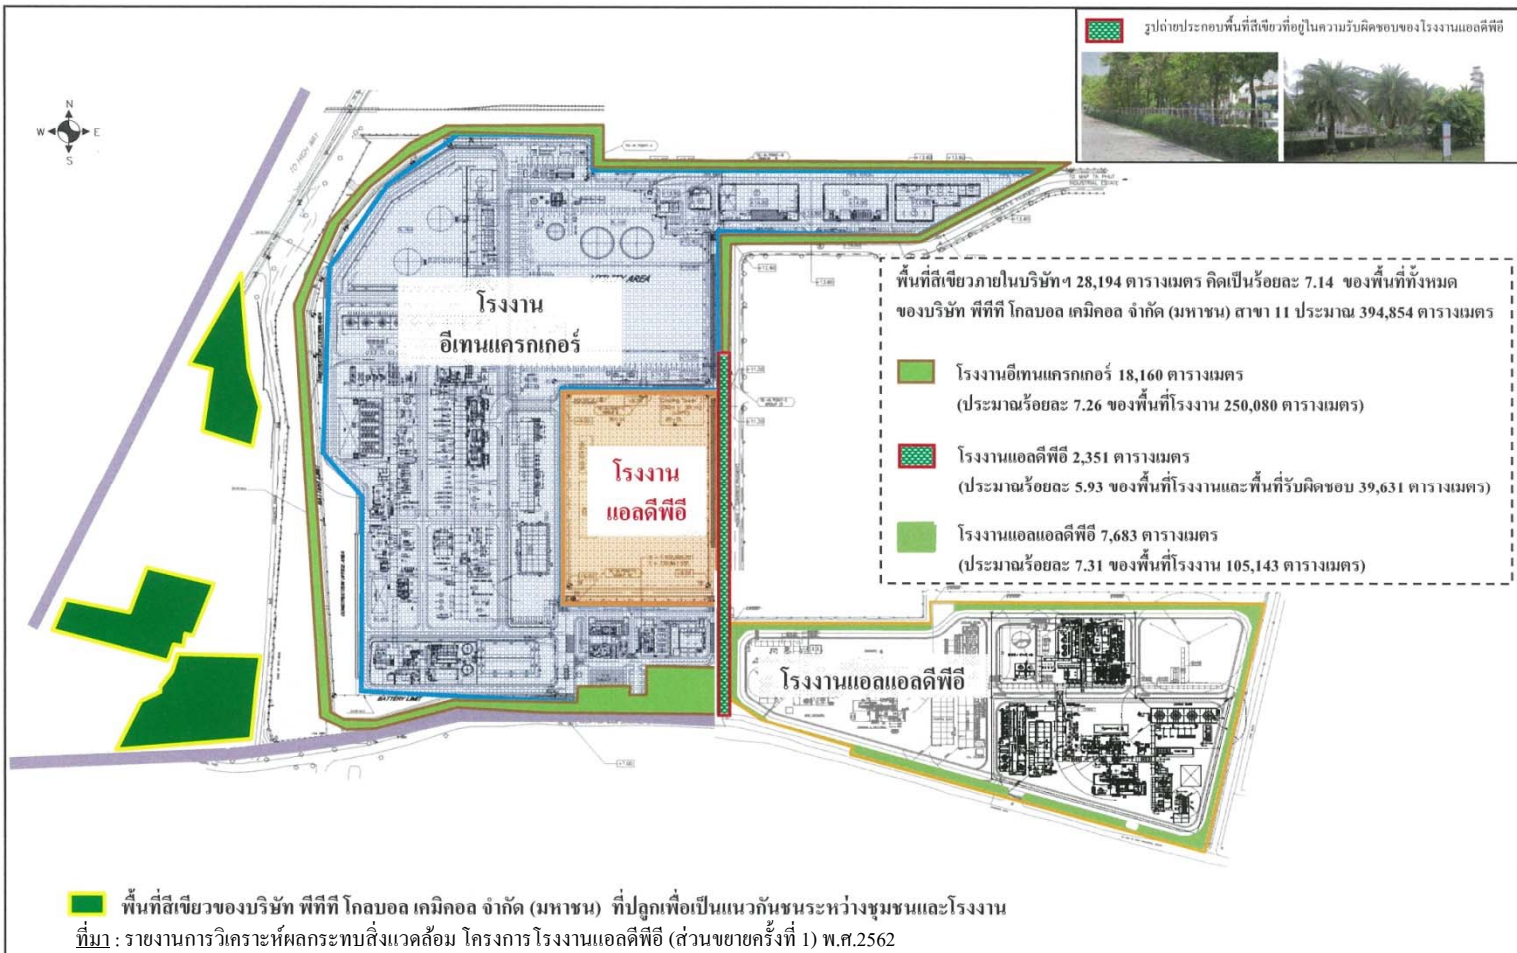 รูปถ่ายประกอบพื้นที่สีเขียวที่อยู่ในความรับผิดชอบของโรงงานแอลดีพีอี
N
W E
S
TO HIGH WAY
TO MAP TA PHUT
INDUSTRIAL ESTATE
UTILITY AREA
โรงงาน
อีเทนแครกเกอร์
พื้นที่สีเขียวภายในบริษัทฯ 28,194 ตารางเมตร คิดเป็นร้อยละ 7.14 ของพื้นที่ทั้งหมด
ของบริษัท พีทีที โกลบอล เคมิคอล จำกัด (มหาชน) สาขา 11 ประมาณ 394,854 ตารางเมตร
โรงงานอีเทนแครกเกอร์ 18,160 ตารางเมตร
(ประมาณร้อยละ 7.26 ของพื้นที่โรงงาน 250,080 ตารางเมตร)
โรงงานแอลดีพีอี 2,351 ตารางเมตร
(ประมาณร้อยละ 5.93 ของพื้นที่โรงงานและพื้นที่รับผิดชอบ 39,631 ตารางเมตร)
โรงงานแอลแอลดีพีอี 7,683 ตารางเมตร
(ประมาณร้อยละ 7.31 ของพื้นที่โรงงาน 105,143 ตารางเมตร)
โรงงาน
แอลดีพีอี
โรงงานแอลแอลดีพีอี
BATTERY LIMIT
พื้นที่สีเขียวของบริษัท พีทีที โกลบอล เคมิคอล จำกัด (มหาชน) ที่ปลูกเพื่อเป็นแนวกันชนระหว่างชุมชนและโรงงาน
ที่มา : รายงานการวิเคราะห์ผลกระทบสิ่งแวดล้อม โครงการโรงงานแอลดีพีอี (ส่วนขยายครั้งที่ 1) พ.ศ.2562